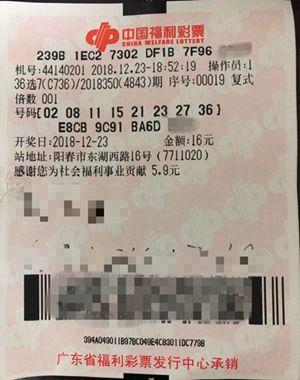 中国福利彩票
CHINA WELFARE LOTTERY
239B 1EC2 7302 DF1B 7F96
机号:44140201 2018.12.23-18:52:19 操作员:1
36选7(C736)/2018350(4843)期 序号:00019 复式
倍数 001
号码{02 08 11 15 21 23 27 36}
E8CB 9C91 BA6D
开奖日:2018-12-23 金额:16元
站地址:阳春市东湖西路16号(7711020)
感谢您为社会福利事业贡献 5.9元
394A04901IB97BC049E4C83011DC779B
广东省福利彩票发行中心承销